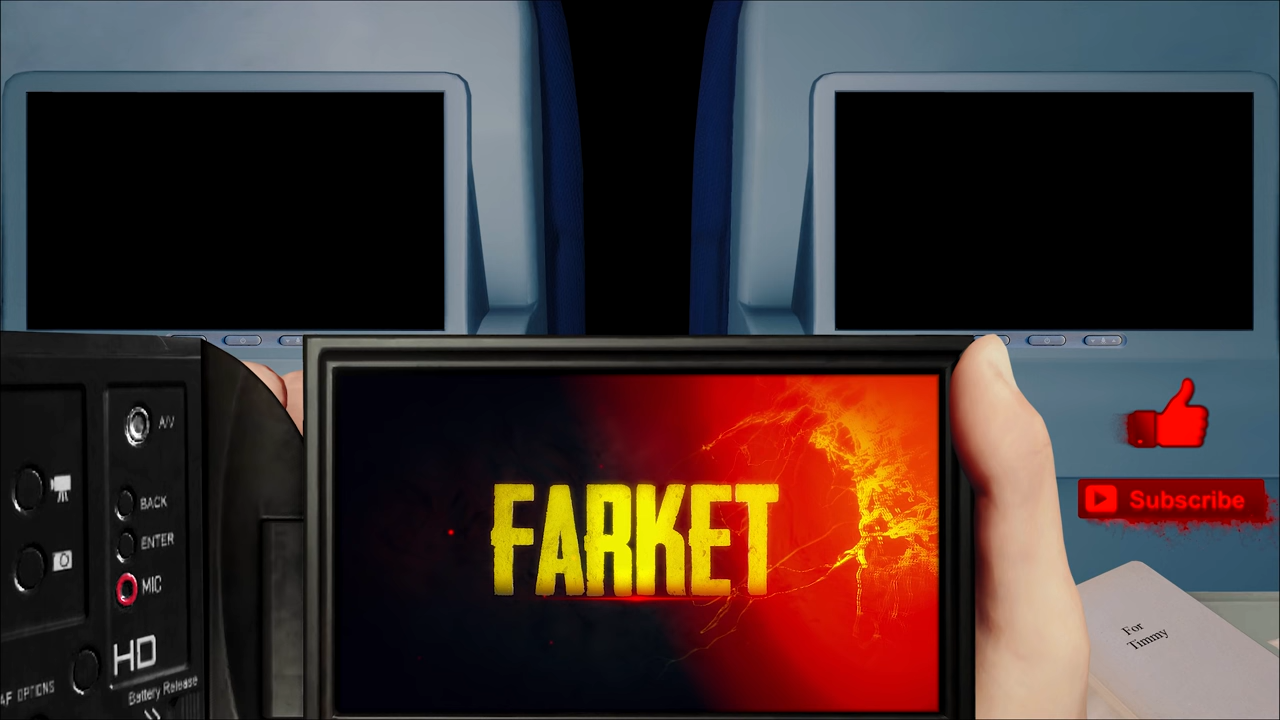 A/V
BACK
ENTER
MIC
HD
AF OPTIONS
Battery Release
FARKET
Subscribe
For
Timmy